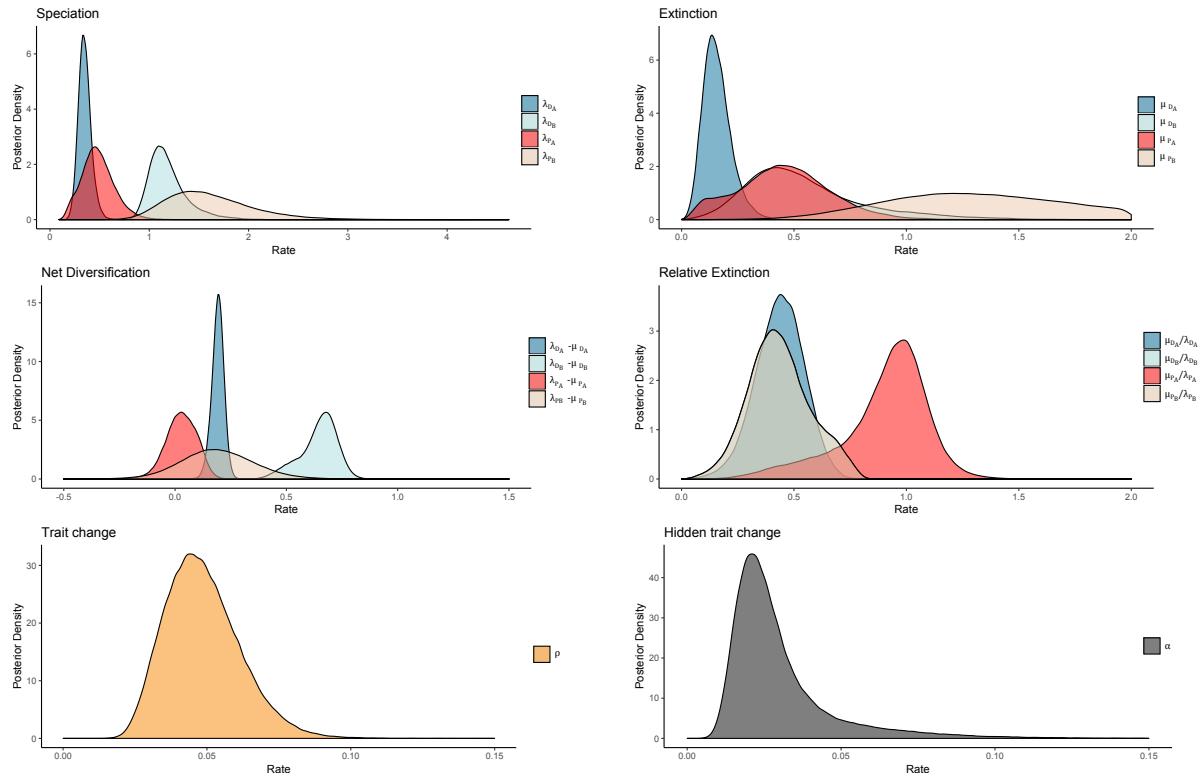 Speciation
Posterior Density
6
4
2
0
0 1 2 3 4
Rate
λDA
λDB
λPA
λPB
Extinction
Posterior Density
6
4
2
0
0.0 0.5 1.0 1.5 2.0
Rate
μ DA
μ DB
μ PA
μ PB
Net Diversification
Posterior Density
15
10
5
0
-0.5 0.0 0.5 1.0 1.5
Rate
λDA -μ DA
λDB -μ DB
λPA -μ PA
λPB -μ PB
Relative Extinction
Posterior Density
3
2
1
0
0.0 0.5 1.0 1.5 2.0
Rate
μDA/λDA
μDB/λDB
μPA/λPA
μPB/λPB
Trait change
Posterior Density
30
20
10
0
0.00 0.05 0.10 0.15
Rate
ρ
Hidden trait change
Posterior Density
40
30
20
10
0
0.00 0.05 0.10 0.15
Rate
α